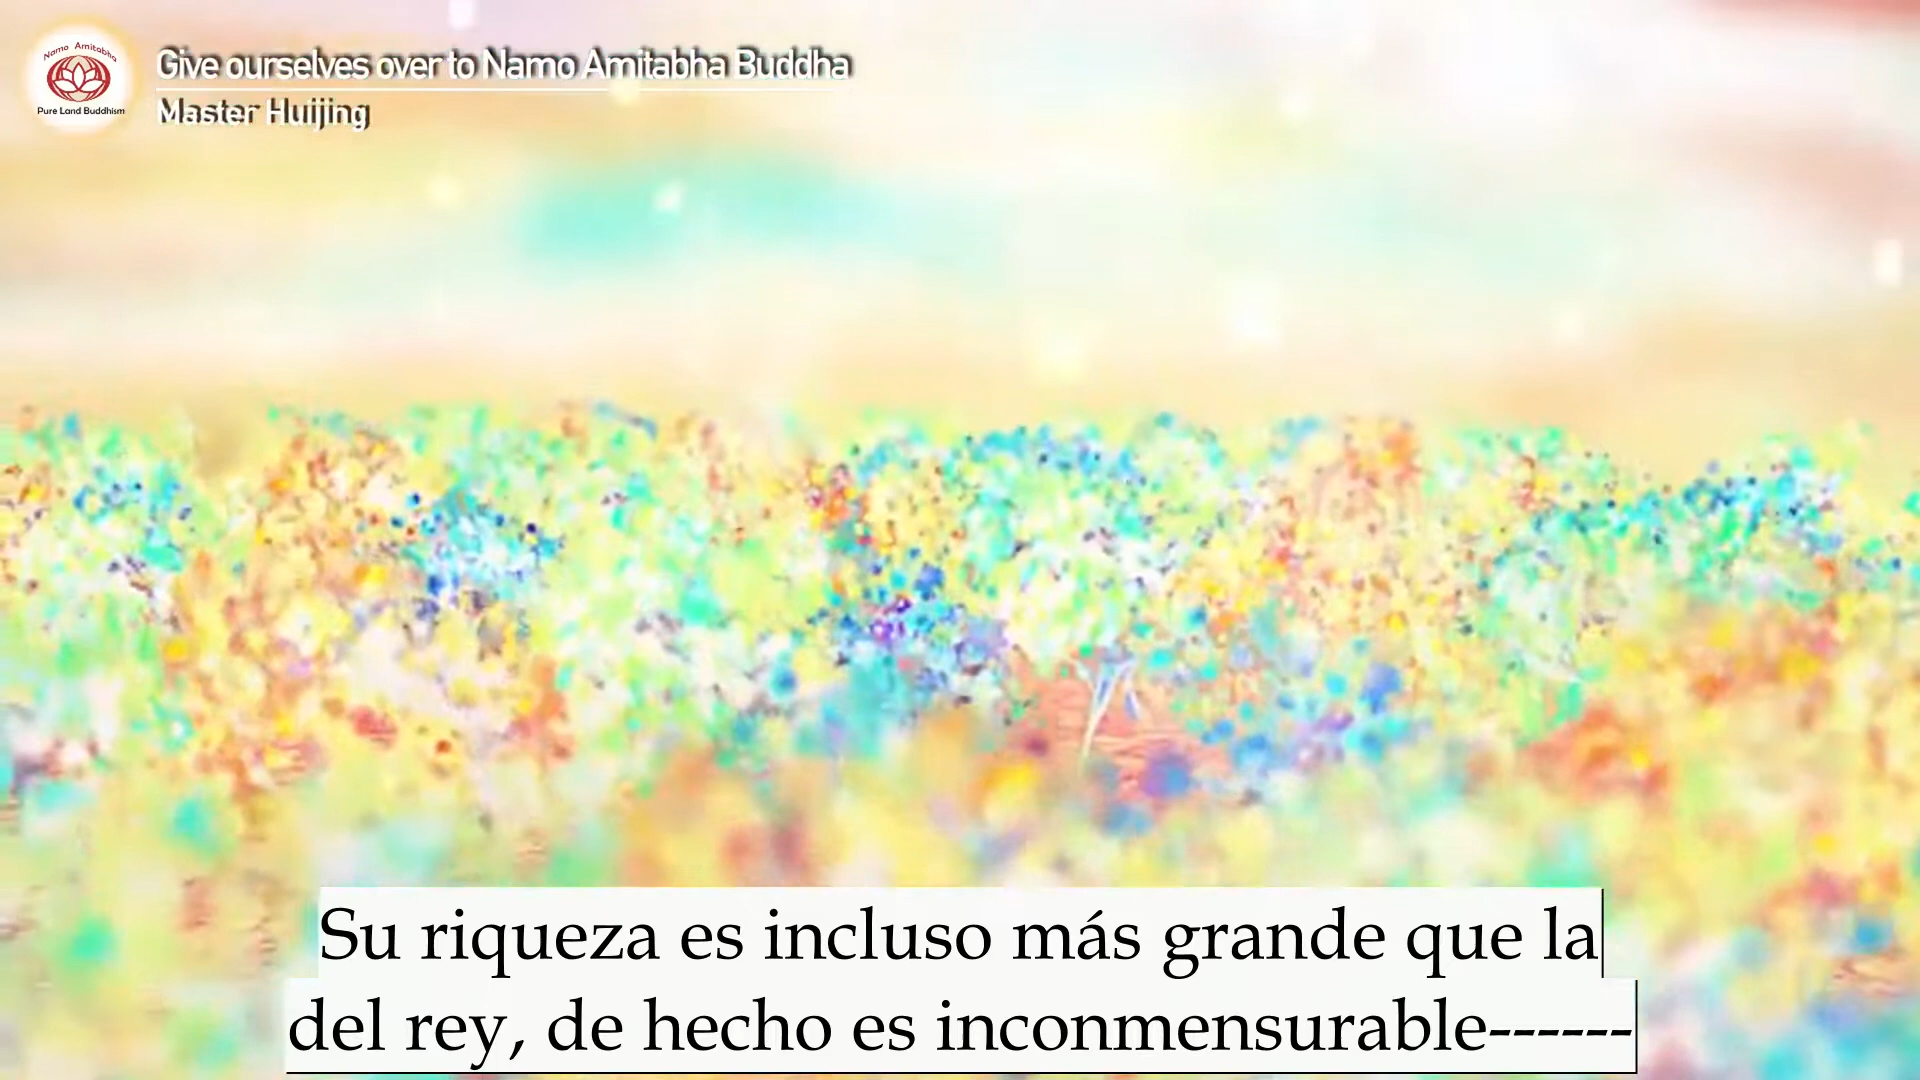 Namo Amitabha
Pure Land Buddhism
Give ourselves over to Namo Amitabha Buddha
Master Huijing
Su riqueza es incluso más grande que la
del rey, de hecho es inconmensurable------